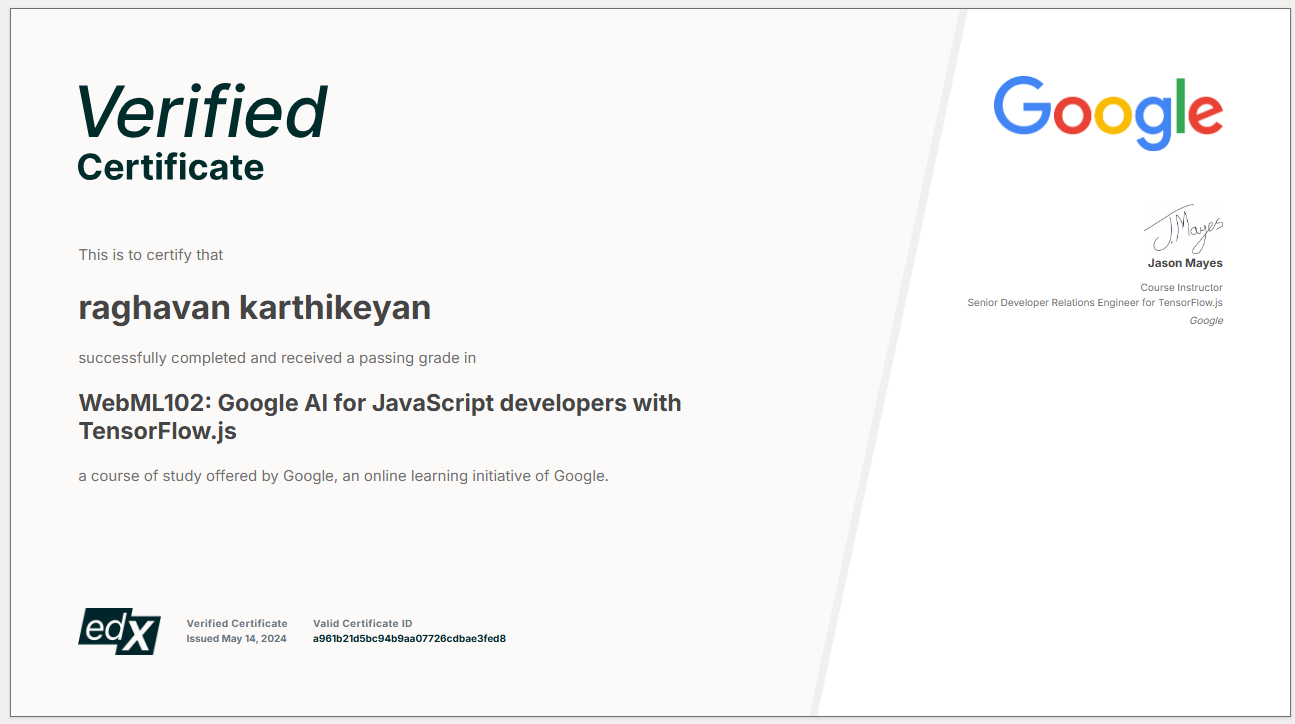 Verified
Certificate
This is to certify that
raghavan karthikeyan
successfully completed and received a passing grade in
WebML102: Google AI for JavaScript developers with
TensorFlow.js
a course of study offered by Google, an online learning initiative of Google.
edX
Verified Certificate
Issued May 14, 2024
Valid Certificate ID
a961b21d5bc94b9aa07726cdbae3fed8
Google
J.Mayes
Jason Mayes
Course Instructor
Senior Developer Relations Engineer for TensorFlow.js
Google